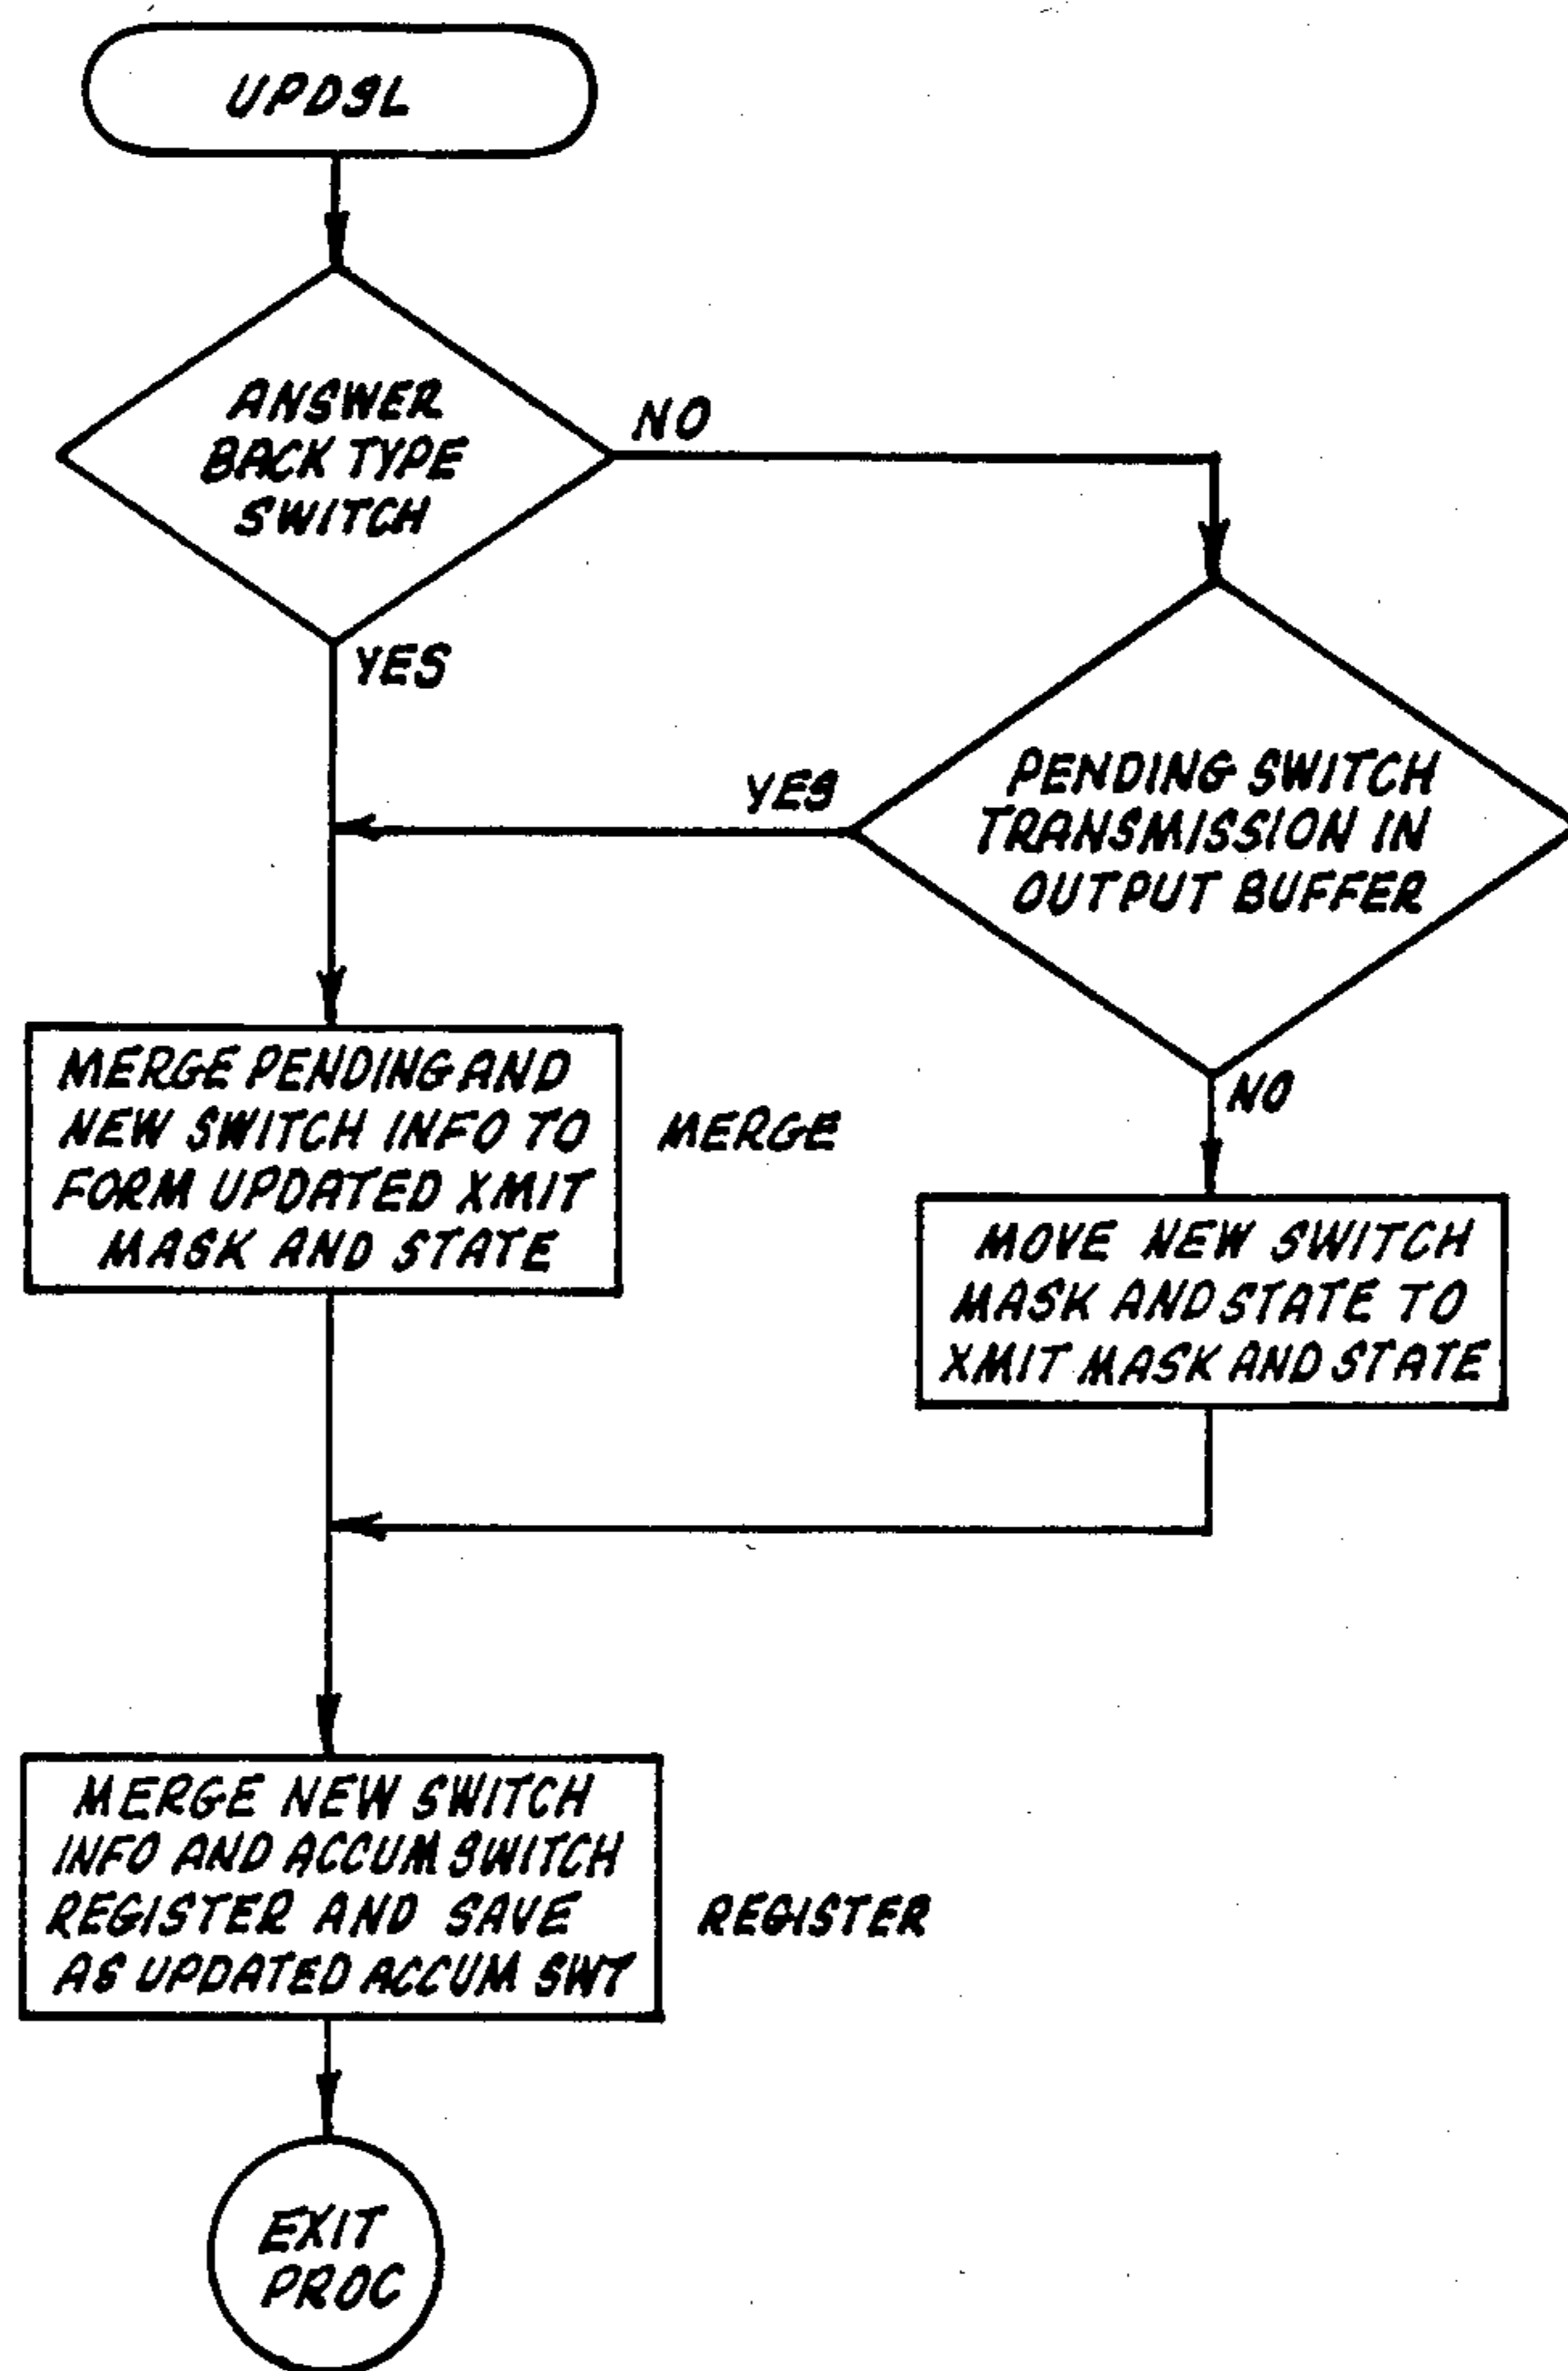 UPDSL
ANSWER
BACK TYPE
SWITCH
NO
YES
PENDING SWITCH
TRANSMISSION IN
OUTPUT BUFFER
YES
NO
MERGE PENDING AND
NEW SWITCH INFO TO
FORM UPDATED XMIT
MASK AND STATE
MERGE
MOVE NEW SWITCH
MASK AND STATE TO
XMIT MASK AND STATE
MERGE NEW SWITCH
INFO AND ACCUM SWITCH
REGISTER AND SAVE
AS UPDATED ACCUM SWT
REGISTER
EXIT
PROC